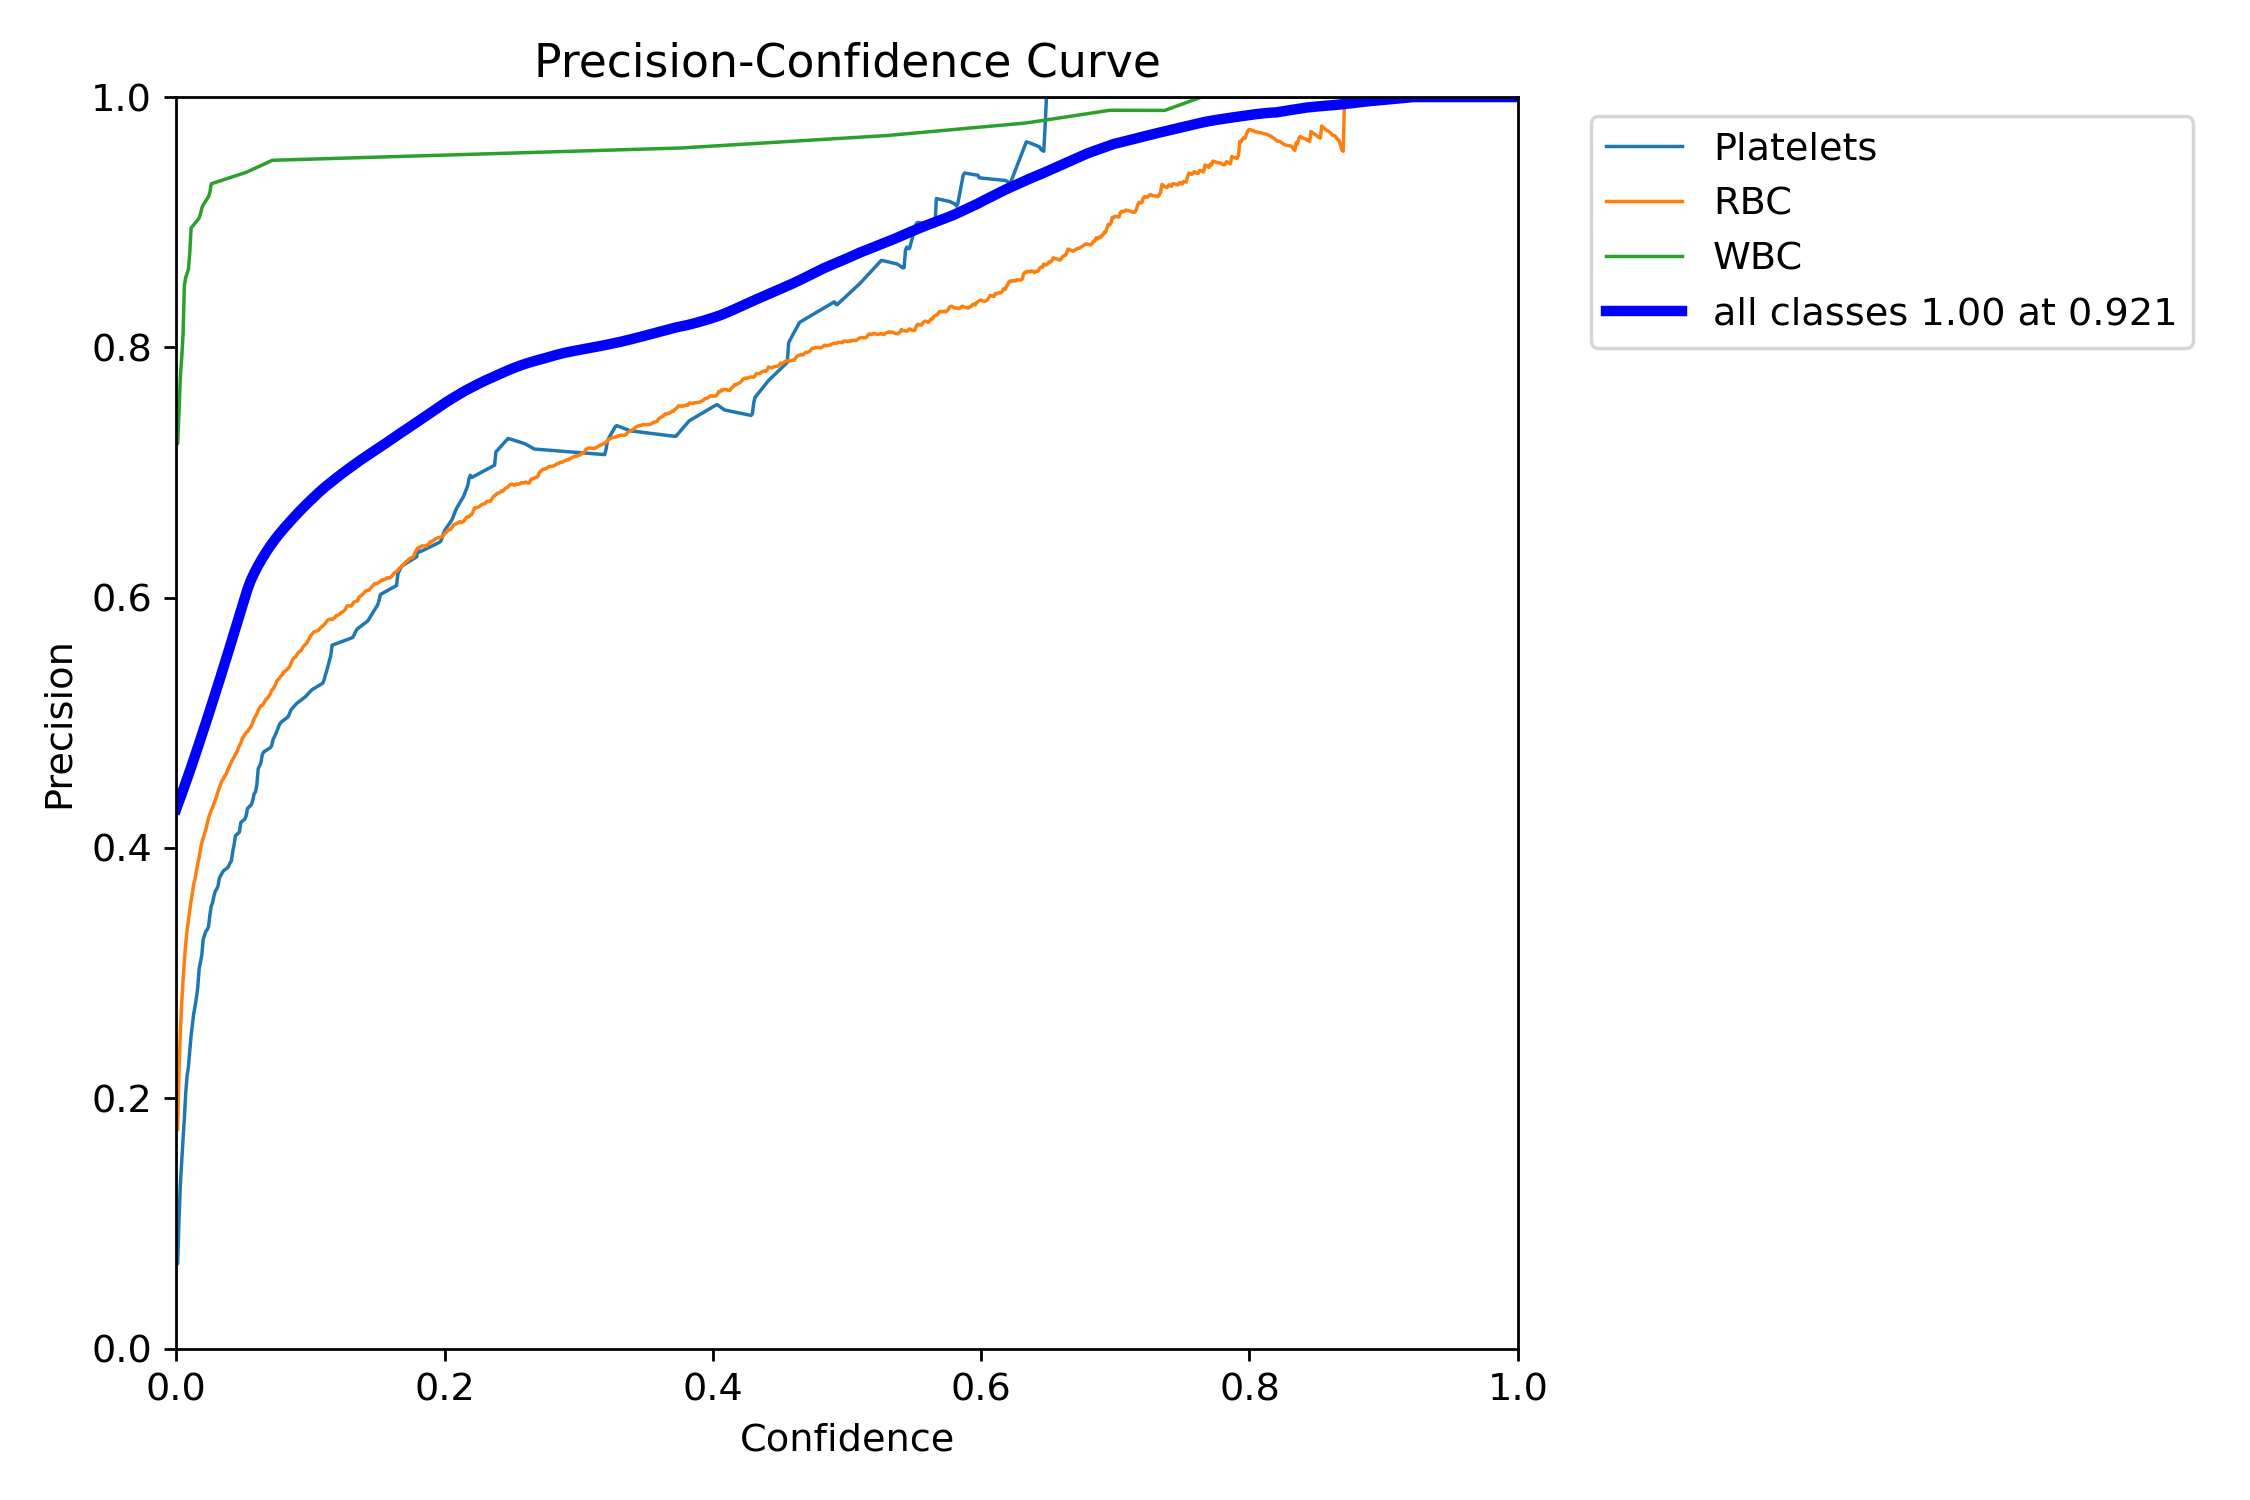 Precision-Confidence Curve
1.0
0.8
0.6
0.4
0.2
0.0
Precision
0.0 0.2 0.4 0.6 0.8 1.0
Confidence
Platelets
RBC
WBC
all classes 1.00 at 0.921